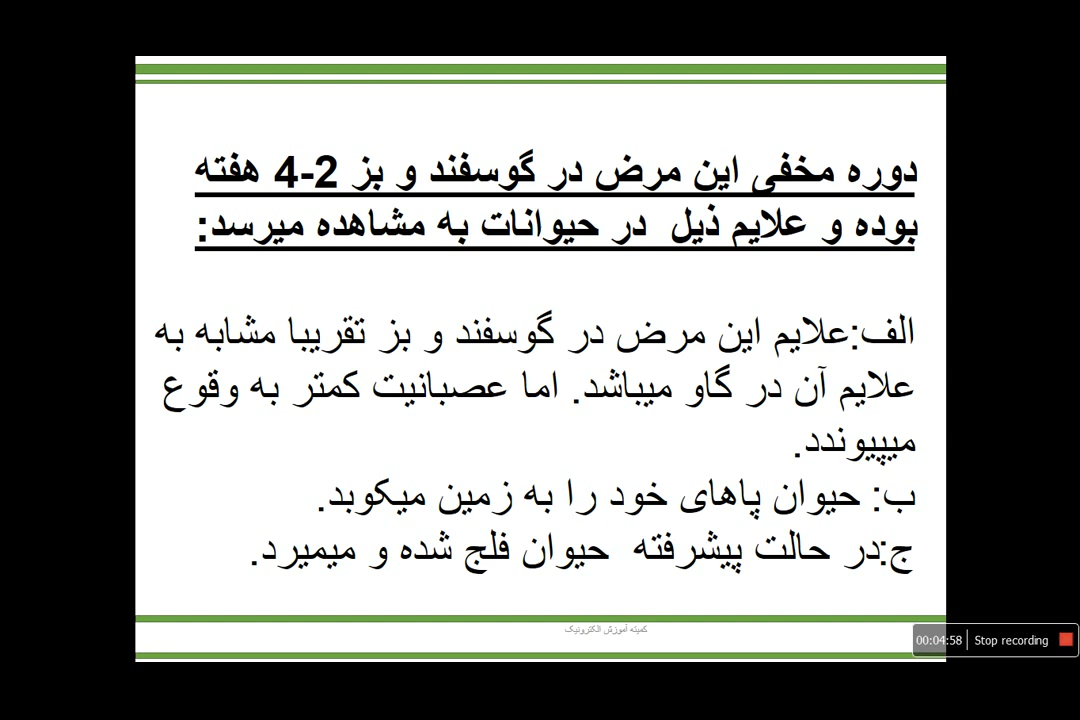 دوره مخفی این مرض در گوسفند و بز 2-4 هفته
بوده و علایم ذیل در حیوانات به مشاهده میرسد:
الف:علایم این مرض در گوسفند و بز تقریبا مشابه به
علایم آن در گاو میباشد. اما عصبانیت کمتر به وقوع
میپیوندد.
ب: حیوان پاهای خود را به زمین میکوبد.
ج:در حالت پیشرفته حیوان فلج شده و میمیرد.
کمیته آموزش الکترونیک
00:04:58 Stop recording